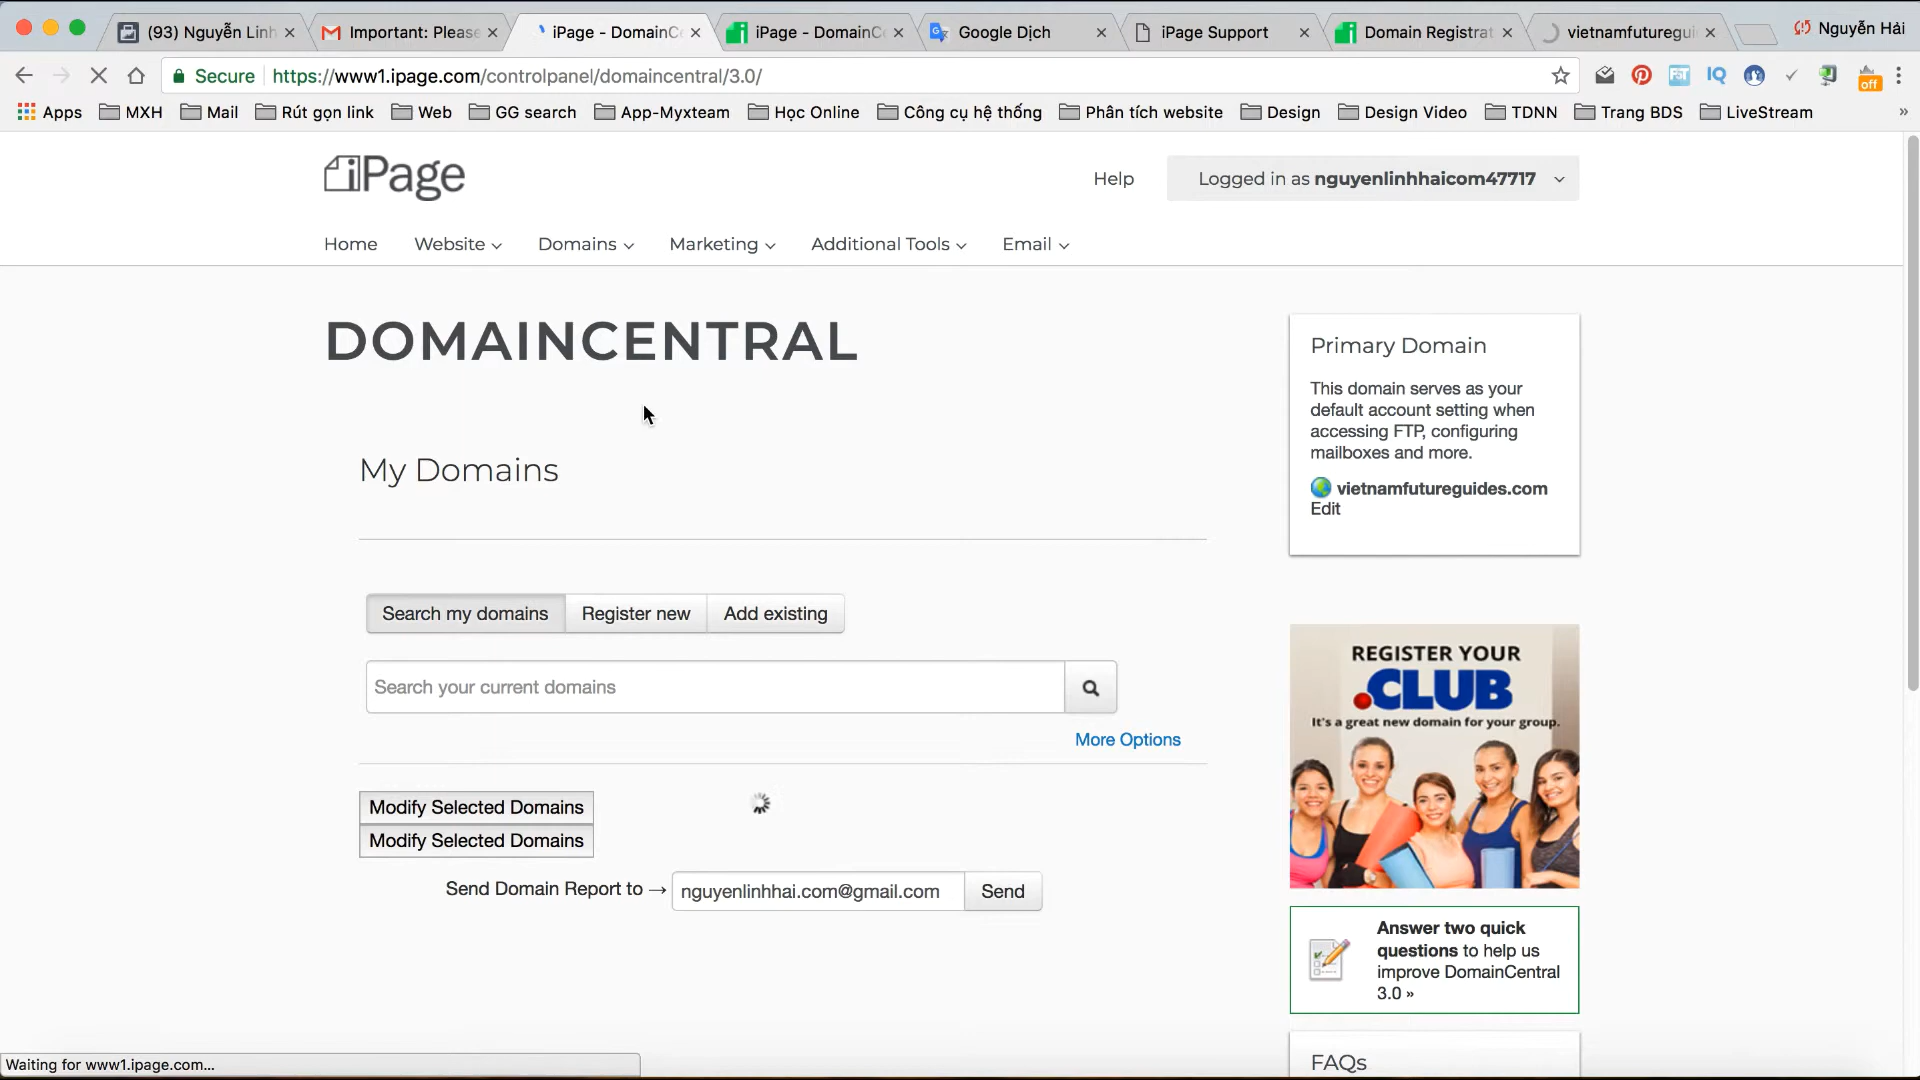 (93) Nguyễn Linh
Important: Please
iPage - DomainC
iPage - DomainCe
Google Dịch
iPage Support
Domain Registrat
vietnamfuturegui
Nguyễn Hải
Secure
https://www1.ipage.com/controlpanel/domaincentral/3.0/
IQ
off
Apps
MXH
Mail
Rút gọn link
Web
GG search
App-Myxteam
Học Online
Công cụ hệ thống
Phân tích website
Design
Design Video
TDNN
Trang BDS
LiveStream
»
iPage
Help
Logged in as nguyenlinhhaicom47717
Home
Website
Domains
Marketing
Additional Tools
Email
DOMAINCENTRAL
My Domains
Search my domains
Register new
Add existing
Search your current domains
More Options
Modify Selected Domains
Modify Selected Domains
Send Domain Report to →
nguyenlinhhai.com@gmail.com
Send
Primary Domain
This domain serves as your
default account setting when
accessing FTP, configuring
mailboxes and more.
vietnamfutureguides.com
Edit
REGISTER YOUR
.CLUB
It's a great new domain for your group.
Answer two quick
questions to help us
improve DomainCentral
3.0 »
FAQs
Waiting for www1.ipage.com...